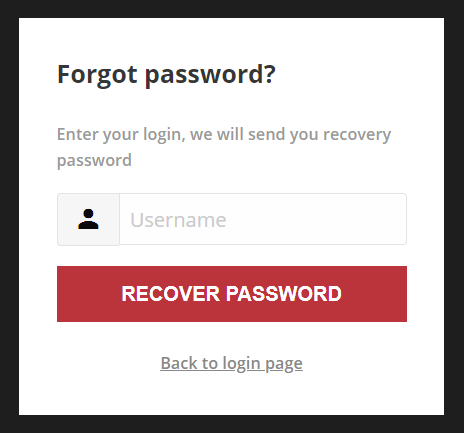 Forgot password?
Enter your login, we will send you recovery
password
Username
RECOVER PASSWORD
Back to login page